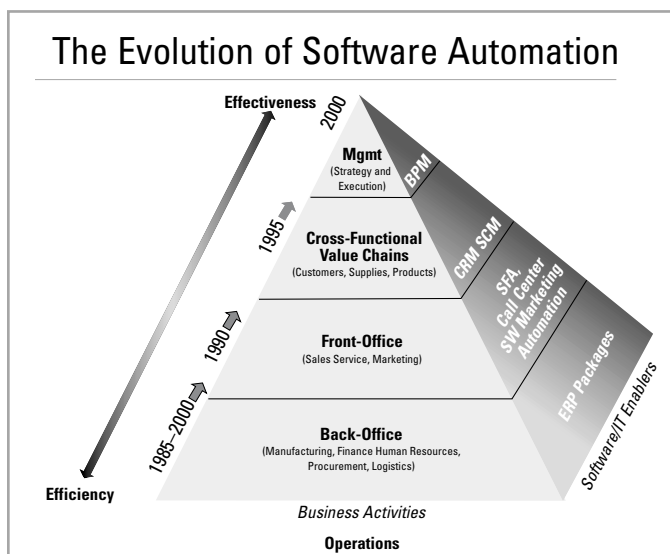 The Evolution of Software Automation
Effectiveness
2000
Mgmt
(Strategy and
Execution)
BPM
1995
Cross-Functional
Value Chains
(Customers, Supplies, Products)
CRM SCM
1990
Front-Office
(Sales Service, Marketing)
SFA,
Call Center
SW Marketing
Automation
1985–2000
Back-Office
(Manufacturing, Finance Human Resources,
Procurement, Logistics)
ERP Packages
Software/IT Enablers
Efficiency
Business Activities
Operations